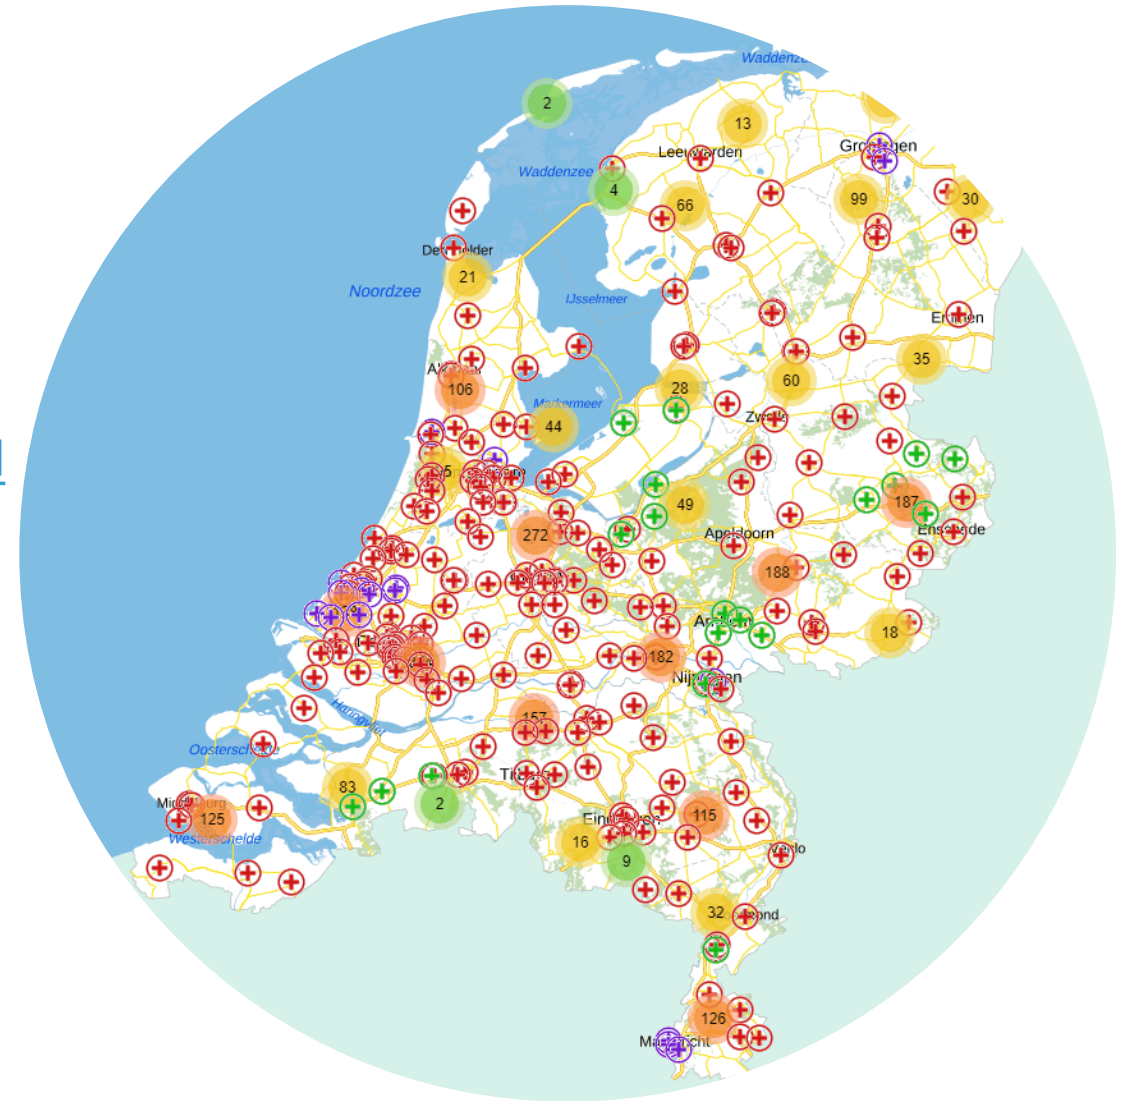 Waddenze
2
13
Leeuwarden
Groningen
Waddenzee
4
66
99
30
Den Helder
21
Noordzee
IJsselmeer
Emmen
35
106
28
60
Markermeer
44
Zwolle
5
49
187
272
Apeldoorn
Enschede
188
Arnhem
18
182
Nijmegen
Haringvliet
157
Oosterschelde
Tilburg
83
2
Middelburg
125
Westerschelde
Eindhoven
115
16
9
Venlo
32
126
Maastricht